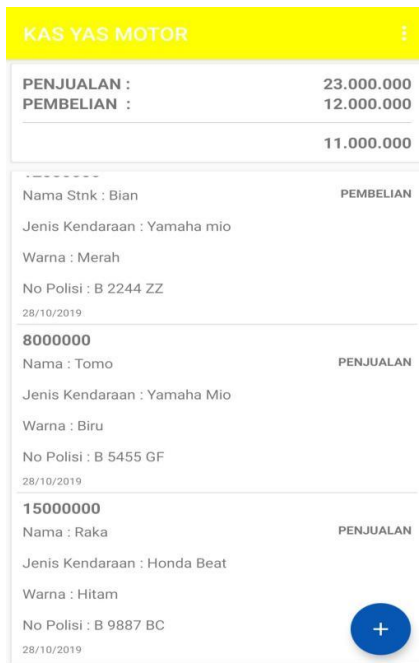 KAS YAS MOTOR
PENJUALAN : 23.000.000
PEMBELIAN : 12.000.000
11.000.000
Nama Stnk : Bian PEMBELIAN
Jenis Kendaraan : Yamaha mio
Warna : Merah
No Polisi : B 2244 ZZ
28/10/2019
8000000
Nama : Tomo PENJUALAN
Jenis Kendaraan : Yamaha Mio
Warna : Biru
No Polisi : B 5455 GF
28/10/2019
15000000
Nama : Raka PENJUALAN
Jenis Kendaraan : Honda Beat
Warna : Hitam
No Polisi : B 9887 BC
28/10/2019
+